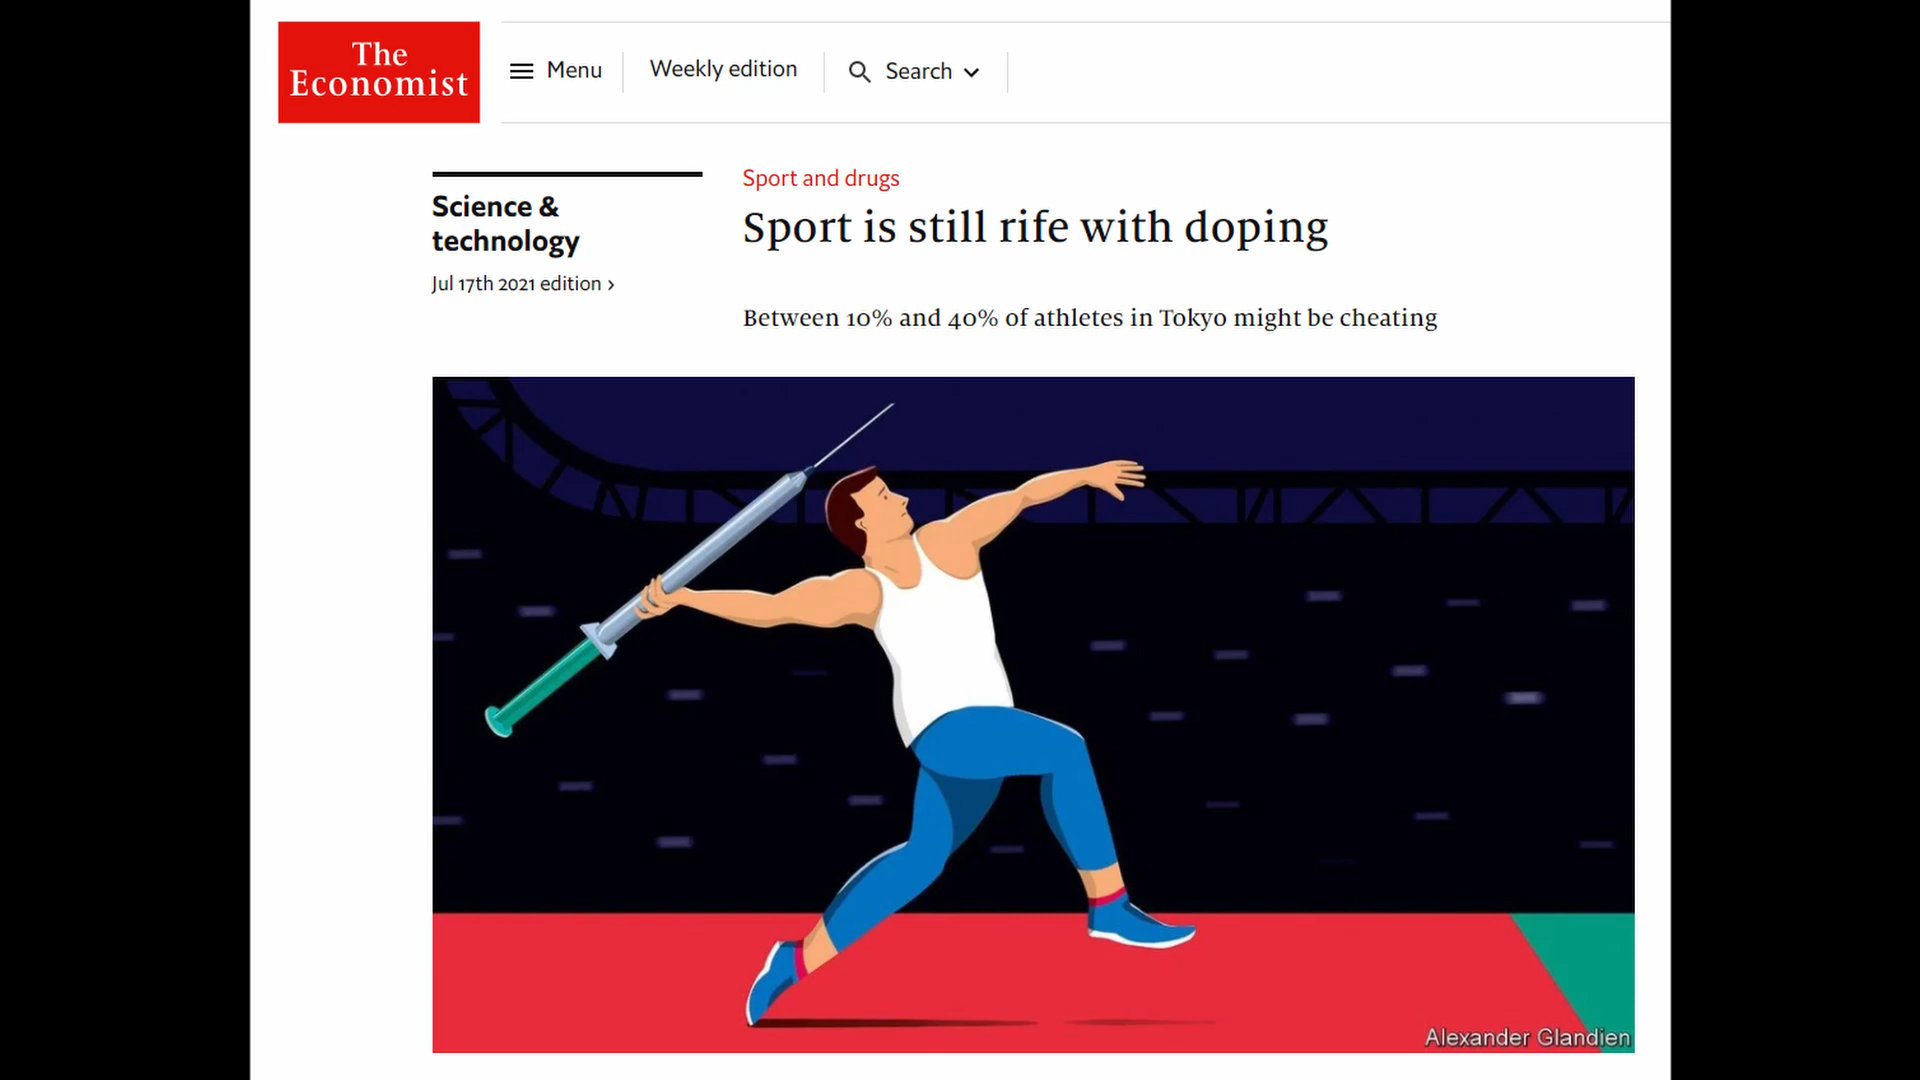 The
Economist
Menu
Weekly edition
Search
Science &
technology
Jul 17th 2021 edition ›
Sport and drugs
Sport is still rife with doping
Between 10% and 40% of athletes in Tokyo might be cheating
Alexander Glandien